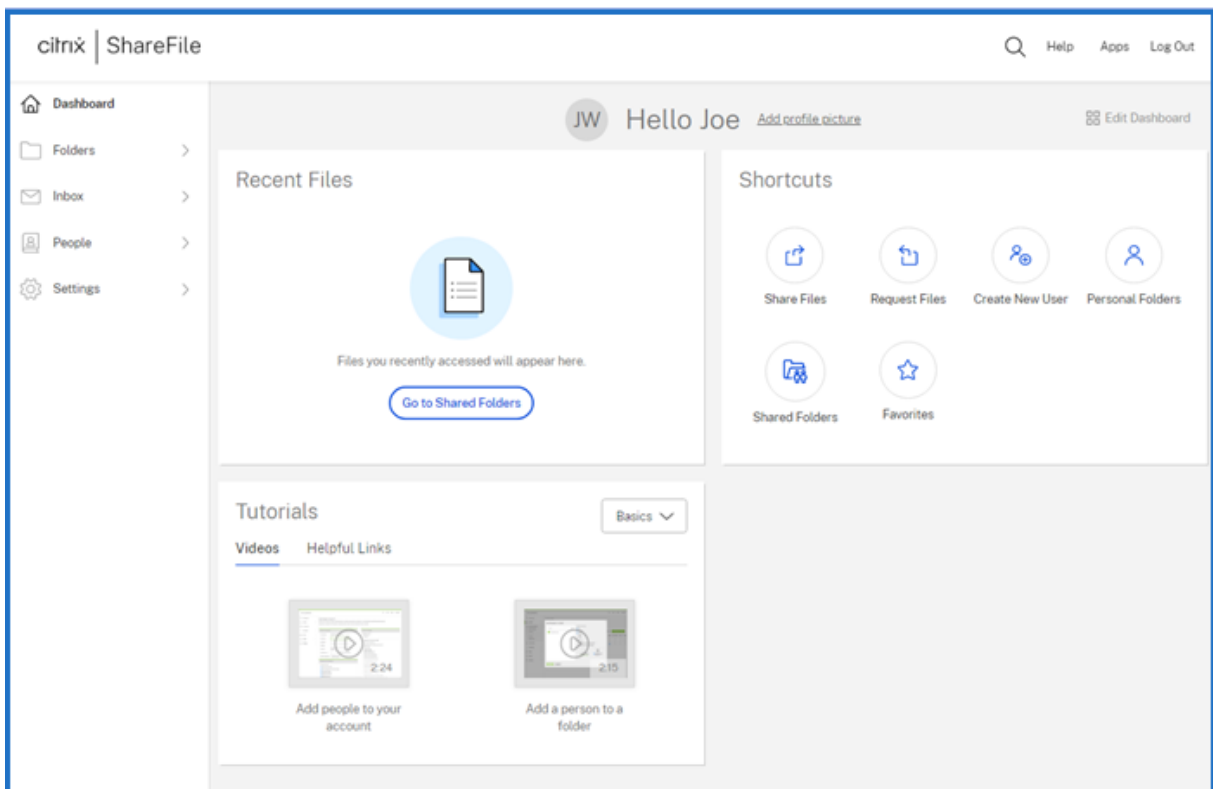 citrix | ShareFile
Help Apps Log Out
Dashboard
Folders
Inbox
People
Settings
JW Hello Joe Add profile picture
Edit Dashboard
Recent Files
Files you recently accessed will appear here.
Go to Shared Folders
Shortcuts
Share Files Request Files Create New User Personal Folders
Shared Folders Favorites
Tutorials
Basics
Videos Helpful Links
2:24
Add people to your
account
2:15
Add a person to a
folder